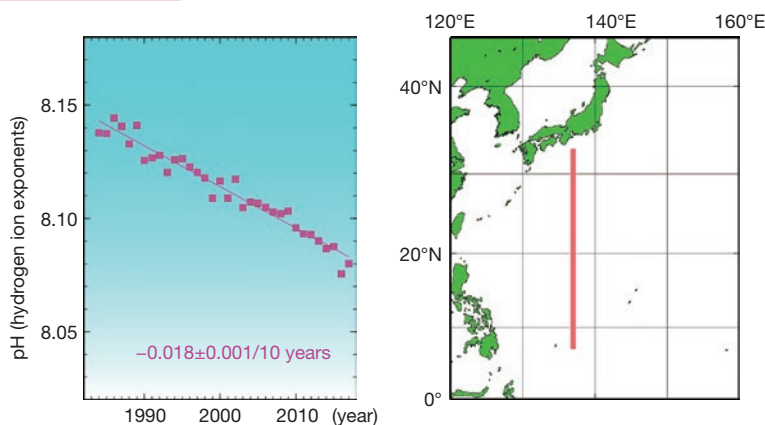 120°E 140°E 160°E
8.15
8.10
8.05
pH (hydrogen ion exponents)
−0.018±0.001/10 years
1990 2000 2010 (year)
40°N
20°N
0°